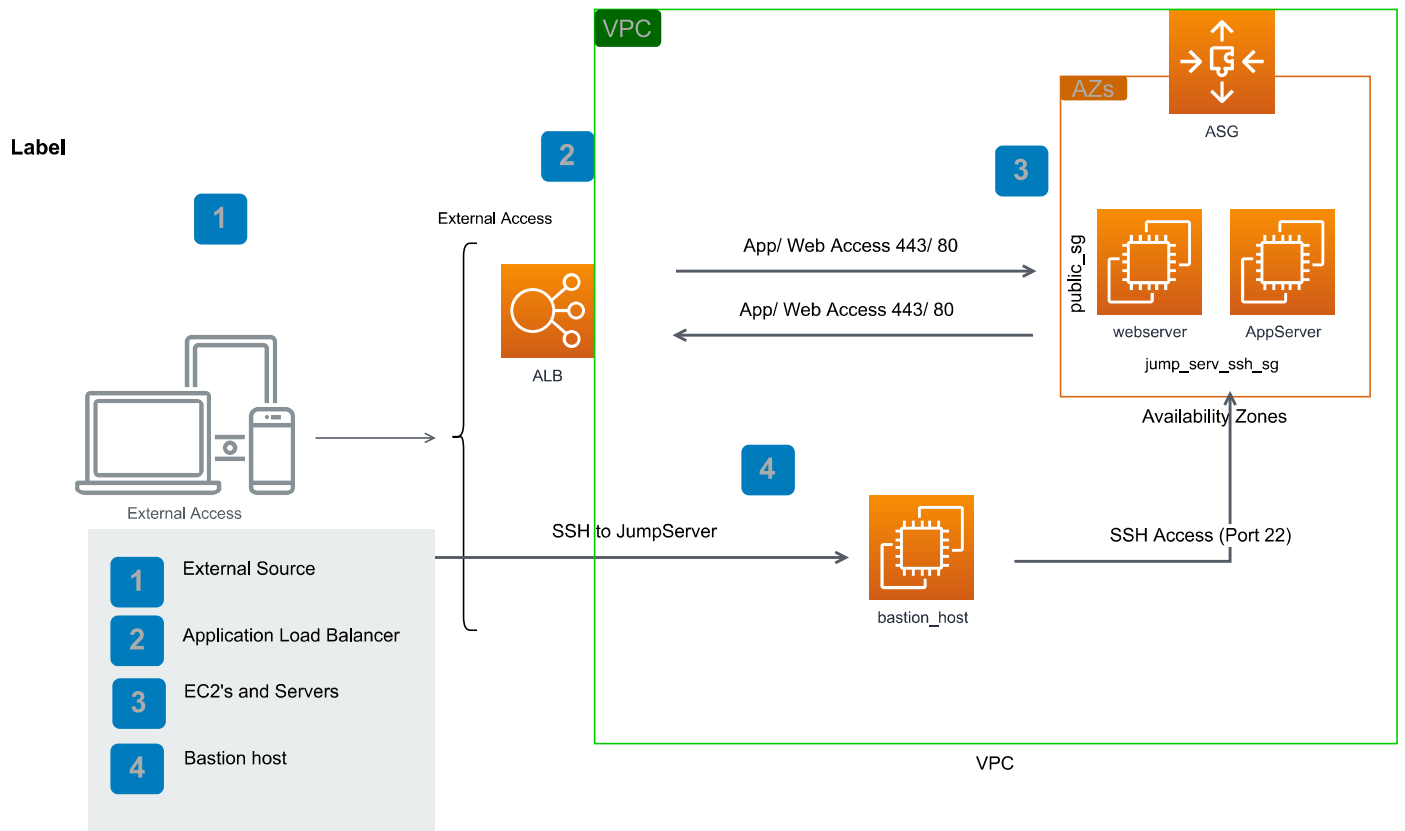 VPC
AZs
ASG
Label
2
3
1
External Access
App/ Web Access 443/ 80
public_sg
App/ Web Access 443/ 80
webserver
AppServer
ALB
jump_serv_ssh_sg
Availability Zones
4
External Access
SSH to JumpServer
SSH Access (Port 22)
bastion_host
1 External Source
2 Application Load Balancer
3 EC2's and Servers
4 Bastion host
VPC